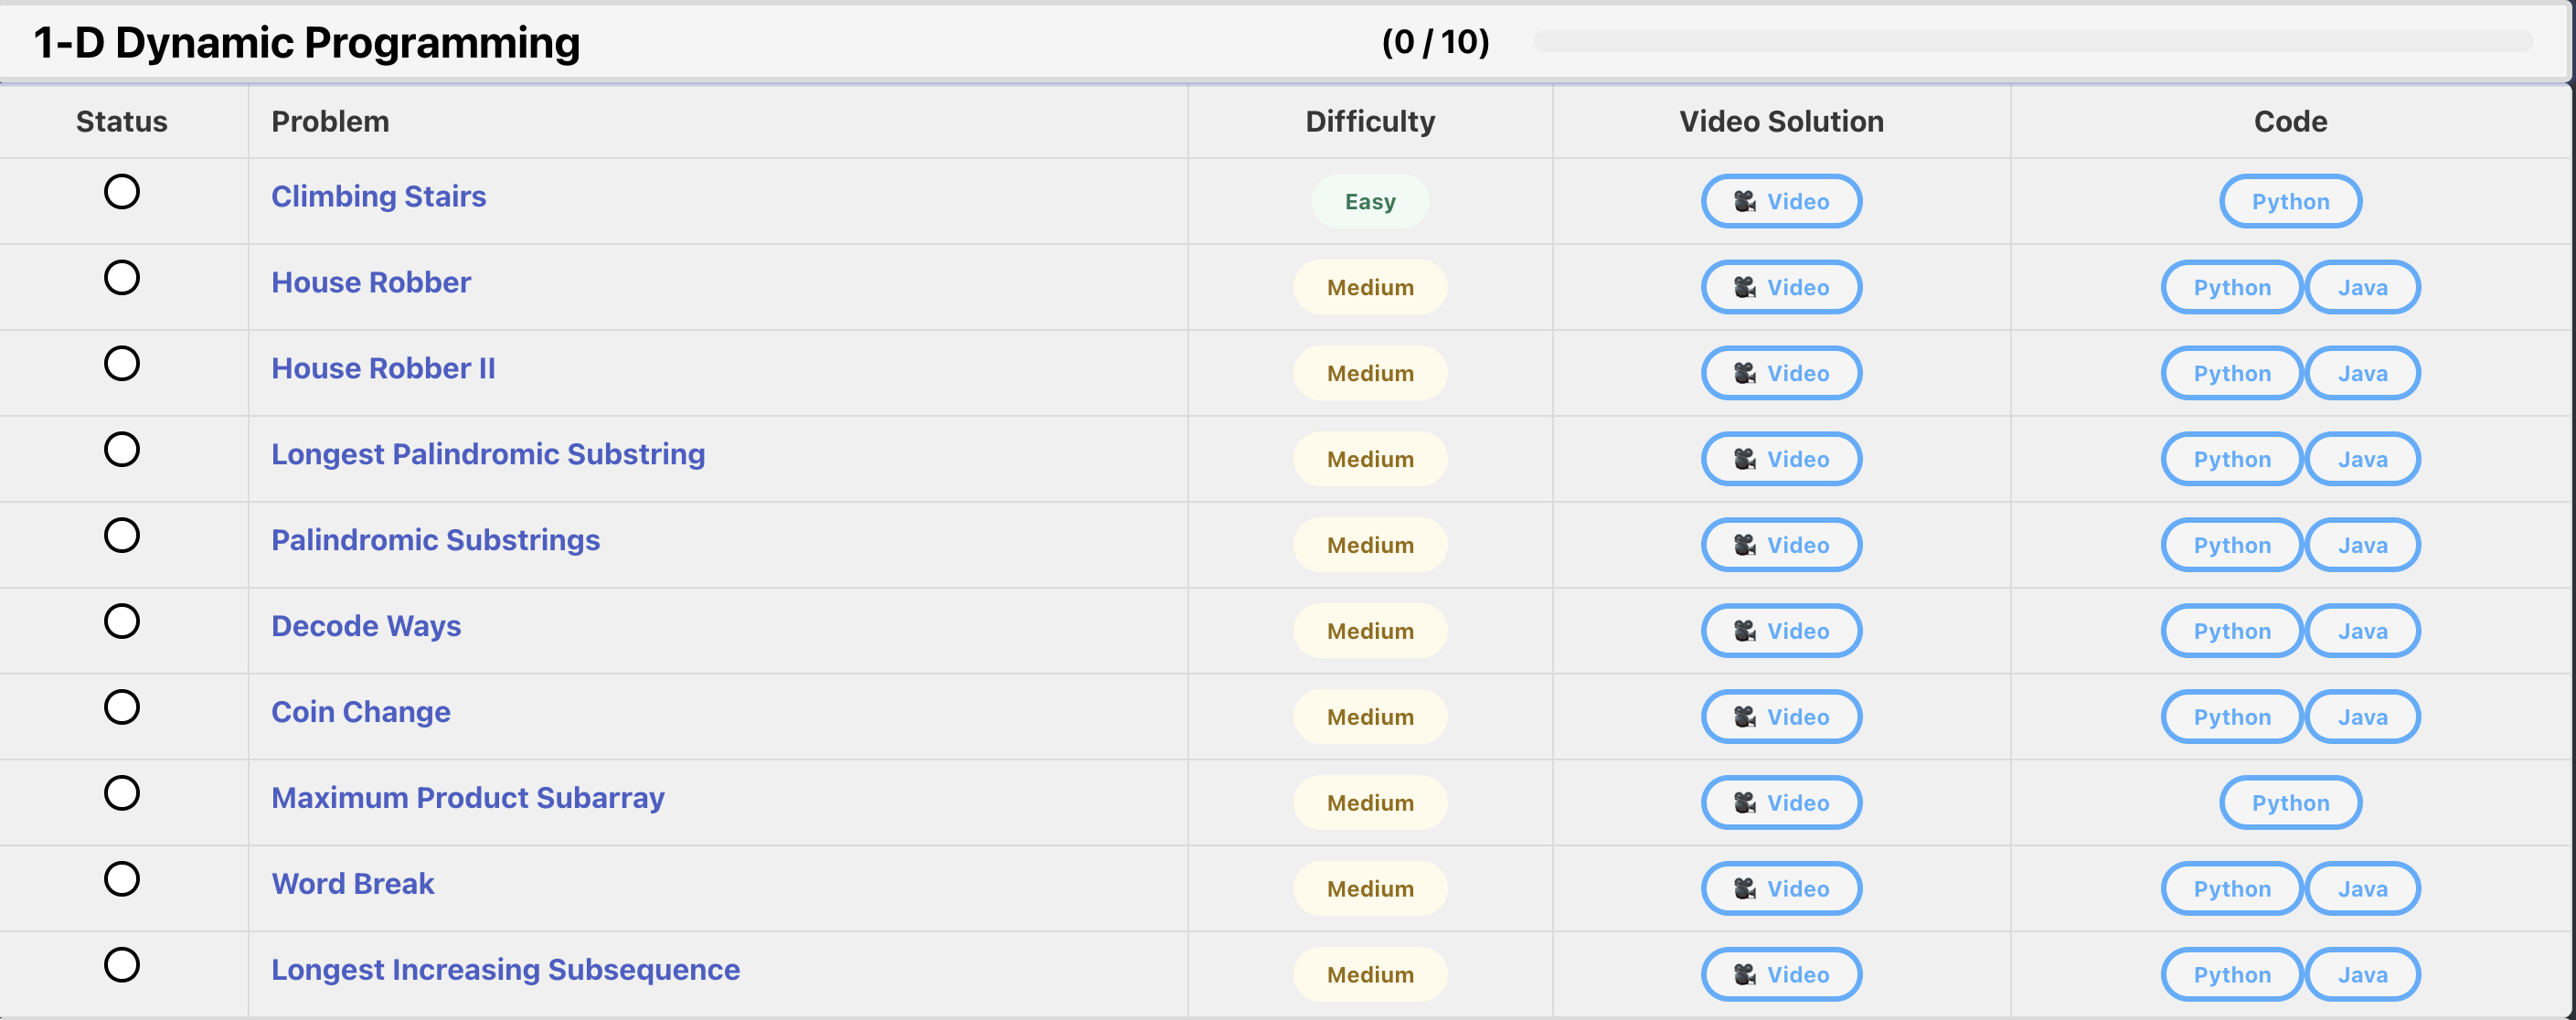 1-D Dynamic Programming (0 / 10)
Status Problem Difficulty Video Solution Code
Climbing Stairs Easy Video Python
House Robber Medium Video Python Java
House Robber II Medium Video Python Java
Longest Palindromic Substring Medium Video Python Java
Palindromic Substrings Medium Video Python Java
Decode Ways Medium Video Python Java
Coin Change Medium Video Python Java
Maximum Product Subarray Medium Video Python
Word Break Medium Video Python Java
Longest Increasing Subsequence Medium Video Python Java